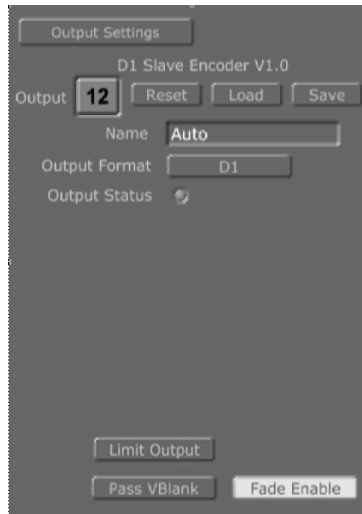 Output Settings
D1 Slave Encoder V1.0
Output 12 Reset Load Save
Name Auto
Output Format D1
Output Status
Limit Output
Pass VBlank Fade Enable